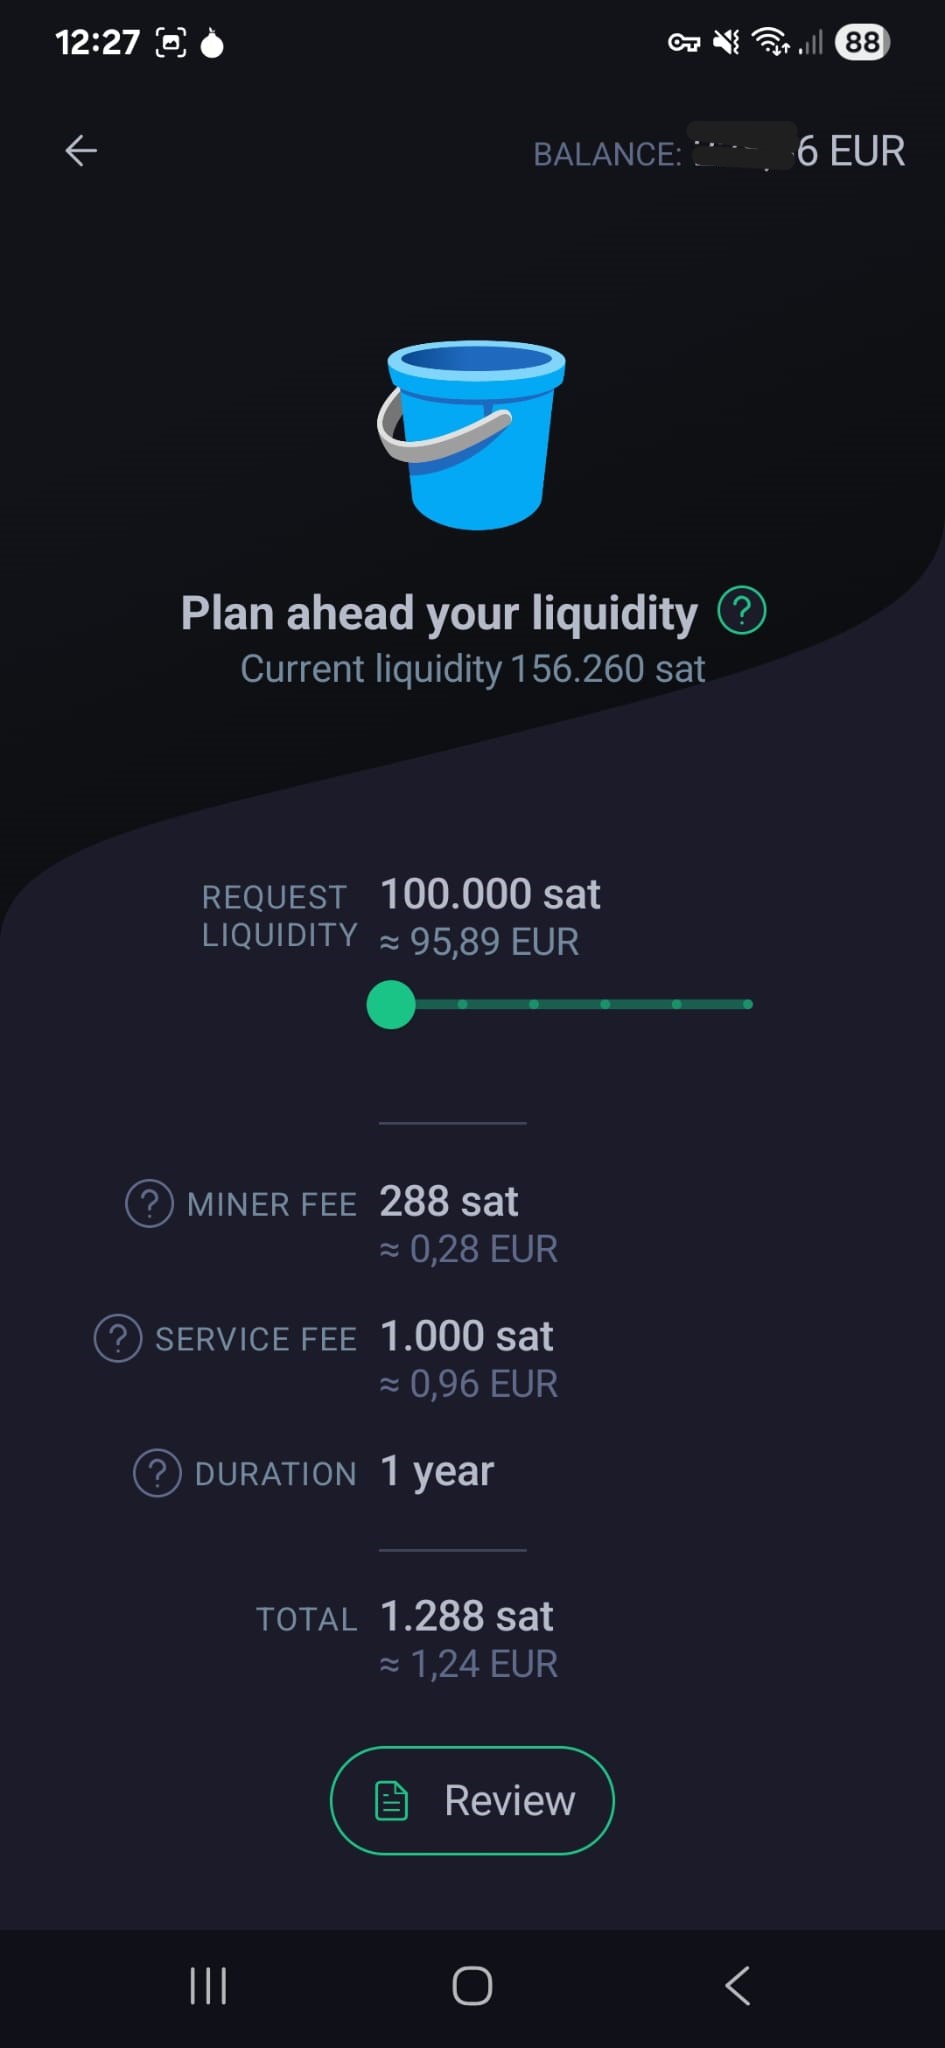 12:27
88
BALANCE: 6 EUR
Plan ahead your liquidity ?
Current liquidity 156.260 sat
REQUEST LIQUIDITY
100.000 sat
≈ 95,89 EUR
? MINER FEE 288 sat
≈ 0,28 EUR
? SERVICE FEE 1.000 sat
≈ 0,96 EUR
? DURATION 1 year
TOTAL 1.288 sat
≈ 1,24 EUR
Review